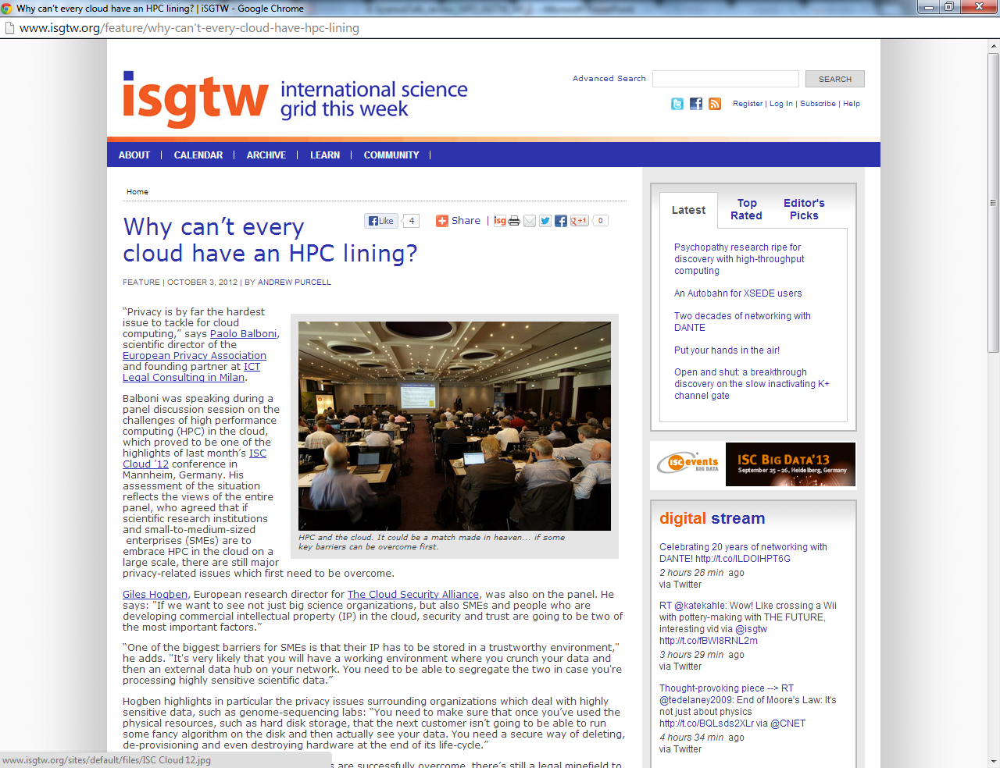 Why can't every cloud have an HPC lining? | iSGTW - Google Chrome
www.isgtw.org/feature/why-can't-every-cloud-have-hpc-lining
isgtw international science
grid this week
Advanced Search
SEARCH
Register | Log In | Subscribe | Help
ABOUT | CALENDAR | ARCHIVE | LEARN | COMMUNITY |
Home
Like 4
Share | isg
+1 0
Why can’t every
cloud have an HPC lining?
FEATURE | OCTOBER 3, 2012 | BY ANDREW PURCELL
“Privacy is by far the hardest
issue to tackle for cloud
computing,” says Paolo Balboni,
scientific director of the
European Privacy Association
and founding partner at ICT
Legal Consulting in Milan.
Balboni was speaking during a
panel discussion session on the
challenges of high performance
computing (HPC) in the cloud,
which proved to be one of the
highlights of last month’s ISC
Cloud ’12 conference in
Mannheim, Germany. His
assessment of the situation
reflects the views of the entire
panel, who agreed that if
scientific research institutions
and small-to-medium-sized
enterprises (SMEs) are to
embrace HPC in the cloud on a
large scale, there are still major
privacy-related issues which first need to be overcome.
HPC and the cloud. It could be a match made in heaven... if some
key barriers can be overcome first.
Giles Hogben, European research director for The Cloud Security Alliance, was also on the panel. He
says: "If we want to see not just big science organizations, but also SMEs and people who are
developing commercial intellectual property (IP) in the cloud, security and trust are going to be two of
the most important factors.”
“One of the biggest barriers for SMEs is that their IP has to be stored in a trustworthy environment,"
he adds. "It's very likely that you will have a working environment where you crunch your data and
then an external data hub on your network. You need to be able to segregate the two in case you're
processing highly sensitive scientific data.”
Hogben highlights in particular the privacy issues surrounding organizations which deal with highly
sensitive data, such as genome-sequencing labs: “You need to make sure that once you’ve used the
physical resources, such as hard disk storage, that the next customer isn’t going to be able to run
some fancy algorithm on the disk and then actually see your data. You need a secure way of deleting,
de-provisioning and even destroying hardware at the end of its life-cycle.”
are successfully overcome, there’s still a legal minefield to
www.isgtw.org/sites/default/files/ISC Cloud 12.jpg
Latest
Top
Rated
Editor's
Picks
Psychopathy research ripe for
discovery with high-throughput
computing
An Autobahn for XSEDE users
Two decades of networking with
DANTE
Put your hands in the air!
Open and shut: a breakthrough
discovery on the slow inactivating K+
channel gate
isc events
BIG DATA
ISC BIG DATA'13
September 25 – 26, Heidelberg, Germany
digital stream
Celebrating 20 years of networking with
DANTE! http://t.co/ILDOIHPT6G
2 hours 28 min ago
via Twitter
RT @katekahle: Wow! Like crossing a Wii
with pottery-making with THE FUTURE,
interesting vid via @isgtw
http://t.co/fBWI8RNL2m
3 hours 29 min ago
via Twitter
Thought-provoking piece --> RT
@tedelaney2009: End of Moore's Law: It's
not just about physics
http://t.co/BQLsds2XLr via @CNET
4 hours 34 min ago
via Twitter